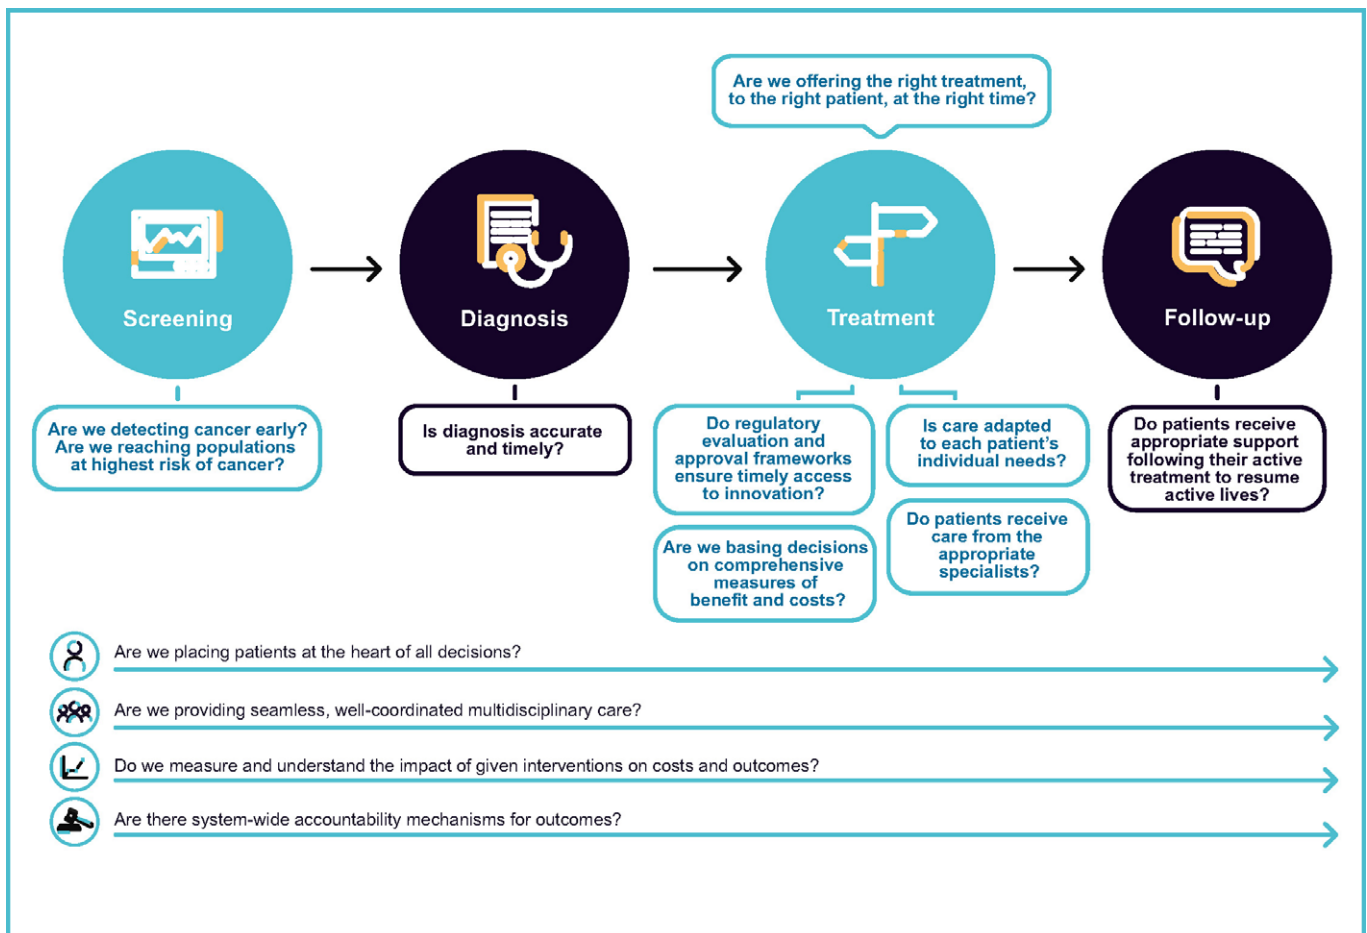 Are we offering the right treatment,
to the right patient, at the right time?
Screening
Diagnosis
Treatment
Follow-up
Are we detecting cancer early?
Are we reaching populations
at highest risk of cancer?
Is diagnosis accurate
and timely?
Do regulatory
evaluation and
approval frameworks
ensure timely access
to innovation?
Are we basing decisions
on comprehensive
measures of
benefit and costs?
Is care adapted
to each patient's
individual needs?
Do patients receive
care from the
appropriate
specialists?
Do patients receive
appropriate support
following their active
treatment to resume
active lives?
Are we placing patients at the heart of all decisions?
Are we providing seamless, well-coordinated multidisciplinary care?
Do we measure and understand the impact of given interventions on costs and outcomes?
Are there system-wide accountability mechanisms for outcomes?